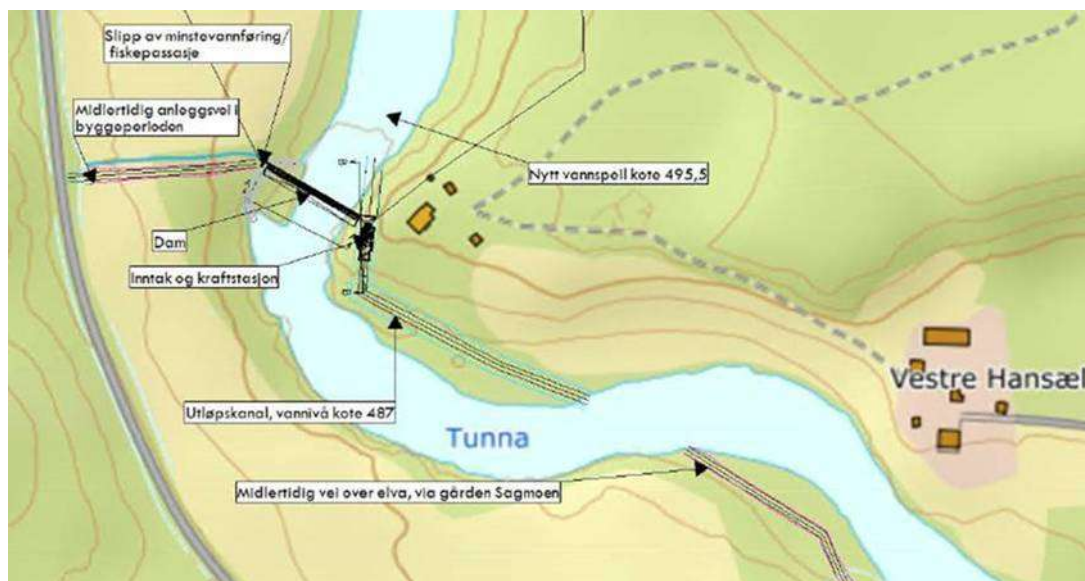 Slipp av minstevannføring/
fiskepassasje
Midlertidig anleggsvei i
byggeperioden
Nytt vannspeil kote 495,5
Dam
Inntak og kraftstasjon
Vestre Hansæl
Utløpskanal, vannivå kote 487
Tunna
Midlertidig vei over elva, via gården Sagmoen